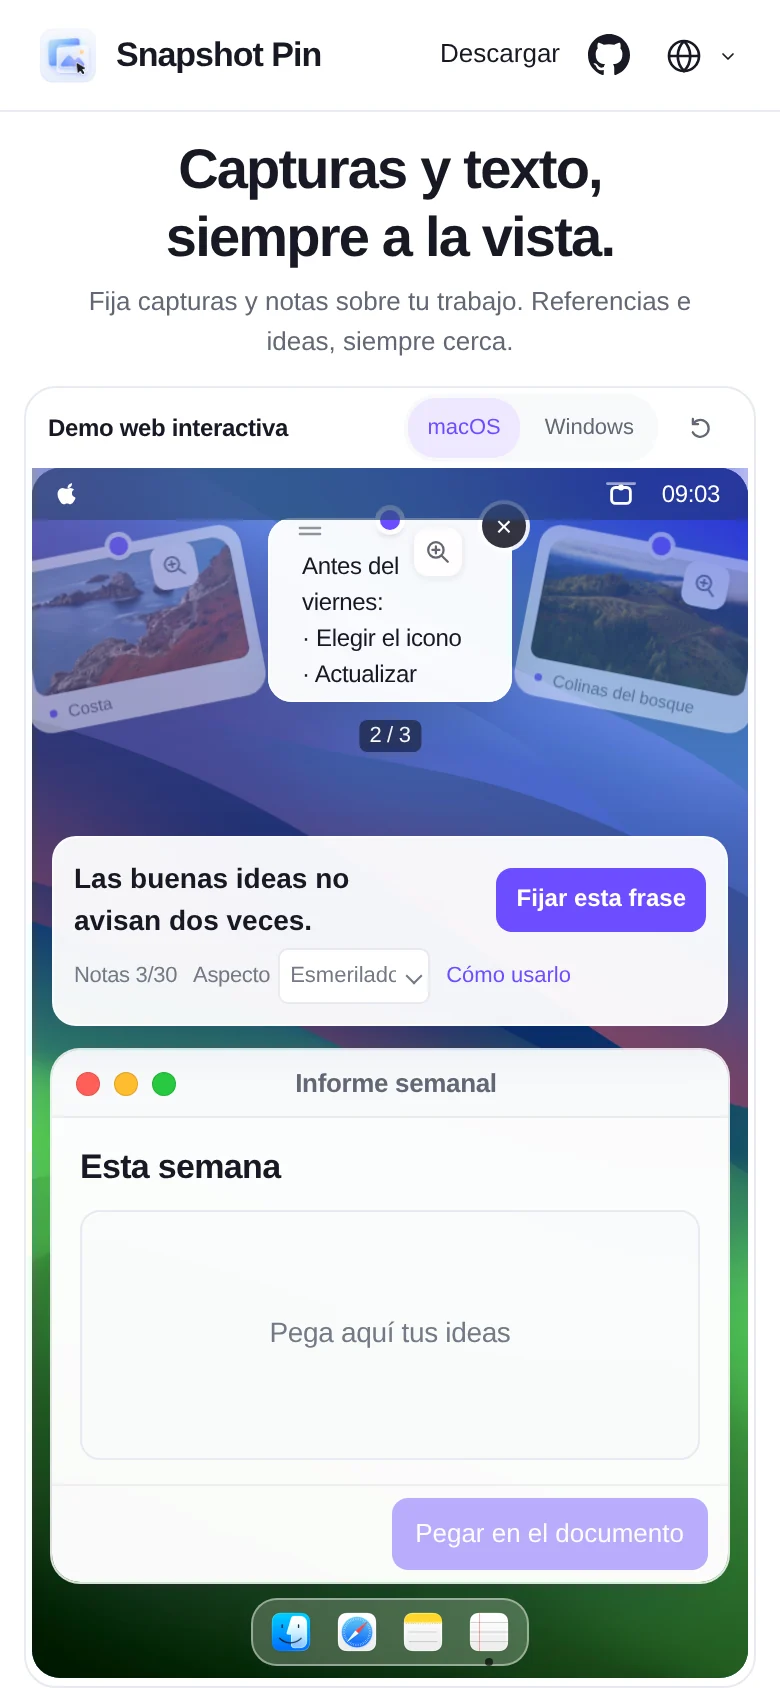 Snapshot Pin
Descargar
Capturas y texto,
siempre a la vista.
Fija capturas y notas sobre tu trabajo. Referencias e
ideas, siempre cerca.
Demo web interactiva
macOS
Windows
09:03
Antes del
viernes:
· Elegir el icono
· Actualizar
Costa
Colinas del bosque
2 / 3
Las buenas ideas no
avisan dos veces.
Fijar esta frase
Notas 3/30
Aspecto
Esmerilado
Cómo usarlo
Informe semanal
Esta semana
Pega aquí tus ideas
Pegar en el documento